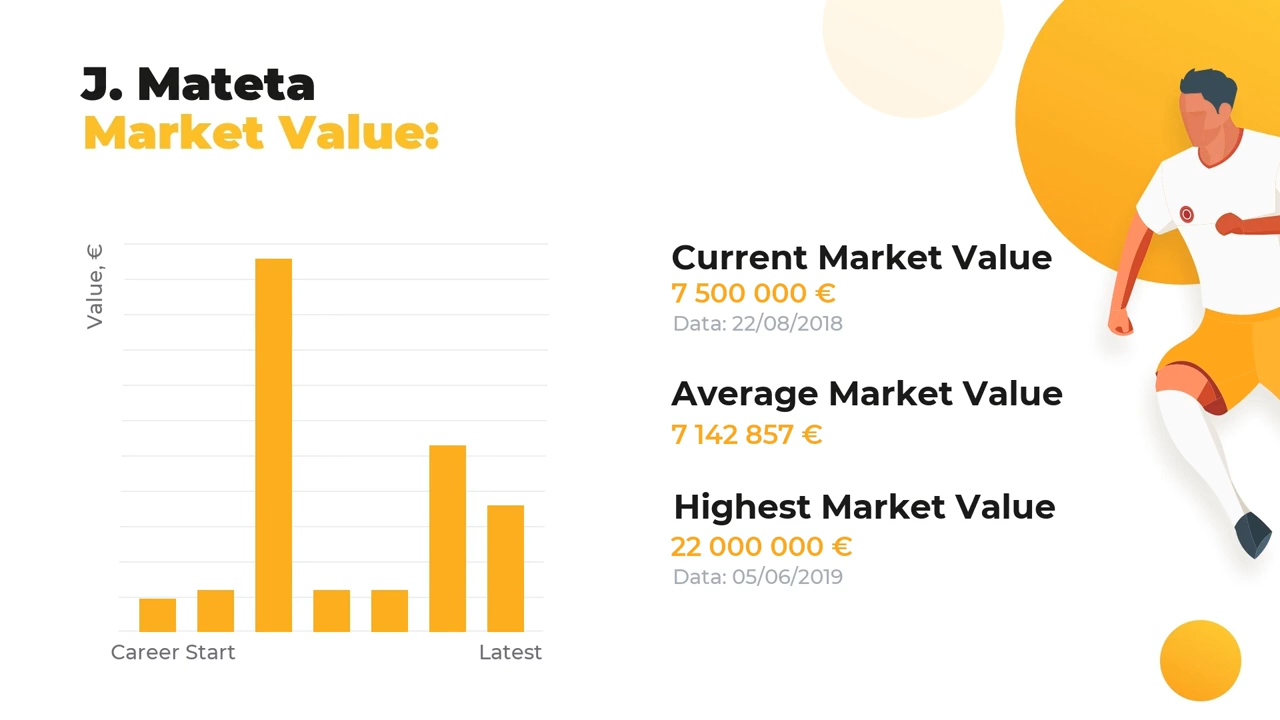 J. Mateta
Market Value:
Value, €
Career Start
Latest
Current Market Value
7 500 000 €
Data: 22/08/2018
Average Market Value
7 142 857 €
Highest Market Value
22 000 000 €
Data: 05/06/2019